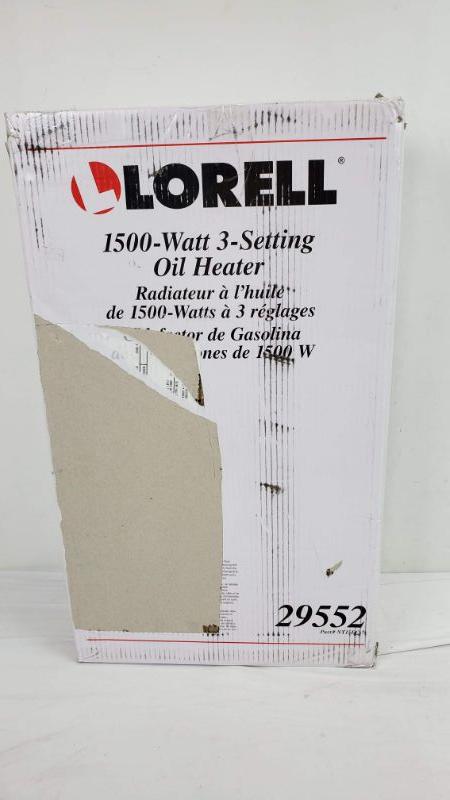 LORELL®
1500-Watt 3-Setting
Oil Heater
Radiateur à l'huile
de 1500-Watts à 3 réglages
de Gasolina
de 1500 W
29552
Part#